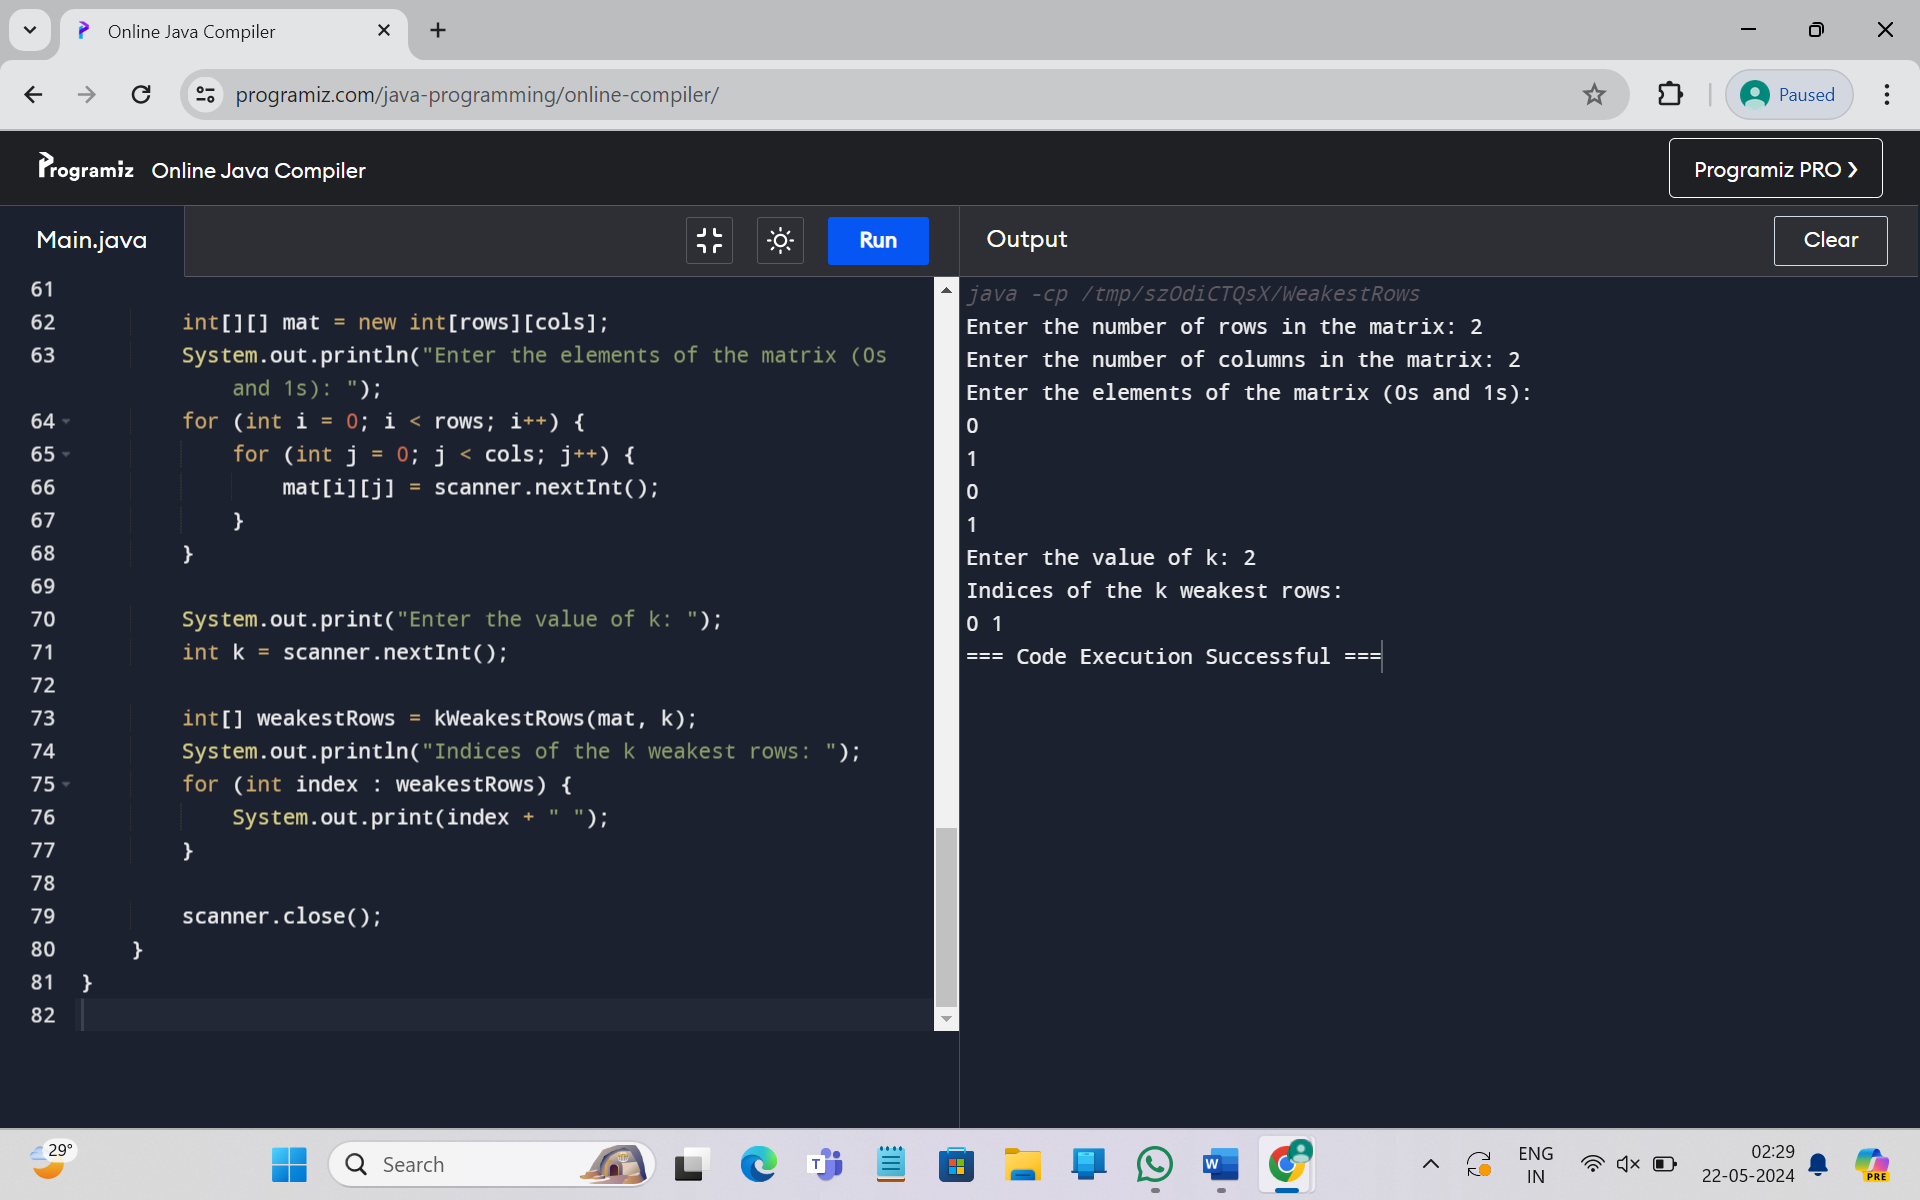 Online Java Compiler
programiz.com/java-programming/online-compiler/
Paused
Programiz Online Java Compiler
Programiz PRO ❯
Main.java
Run
61
62 int[][] mat = new int[rows][cols];
63 System.out.println("Enter the elements of the matrix (0s
and 1s): ");
64 for (int i = 0; i < rows; i++) {
65 for (int j = 0; j < cols; j++) {
66 mat[i][j] = scanner.nextInt();
67 }
68 }
69
70 System.out.print("Enter the value of k: ");
71 int k = scanner.nextInt();
72
73 int[] weakestRows = kWeakestRows(mat, k);
74 System.out.println("Indices of the k weakest rows: ");
75 for (int index : weakestRows) {
76 System.out.print(index + " ");
77 }
78
79 scanner.close();
80 }
81 }
82
Output
Clear
java -cp /tmp/szOdiCTQsX/WeakestRows
Enter the number of rows in the matrix: 2
Enter the number of columns in the matrix: 2
Enter the elements of the matrix (0s and 1s):
0
1
0
1
Enter the value of k: 2
Indices of the k weakest rows:
0 1
=== Code Execution Successful ===
29°
Search
T
W
PRE
ENG
IN
02:29
22-05-2024